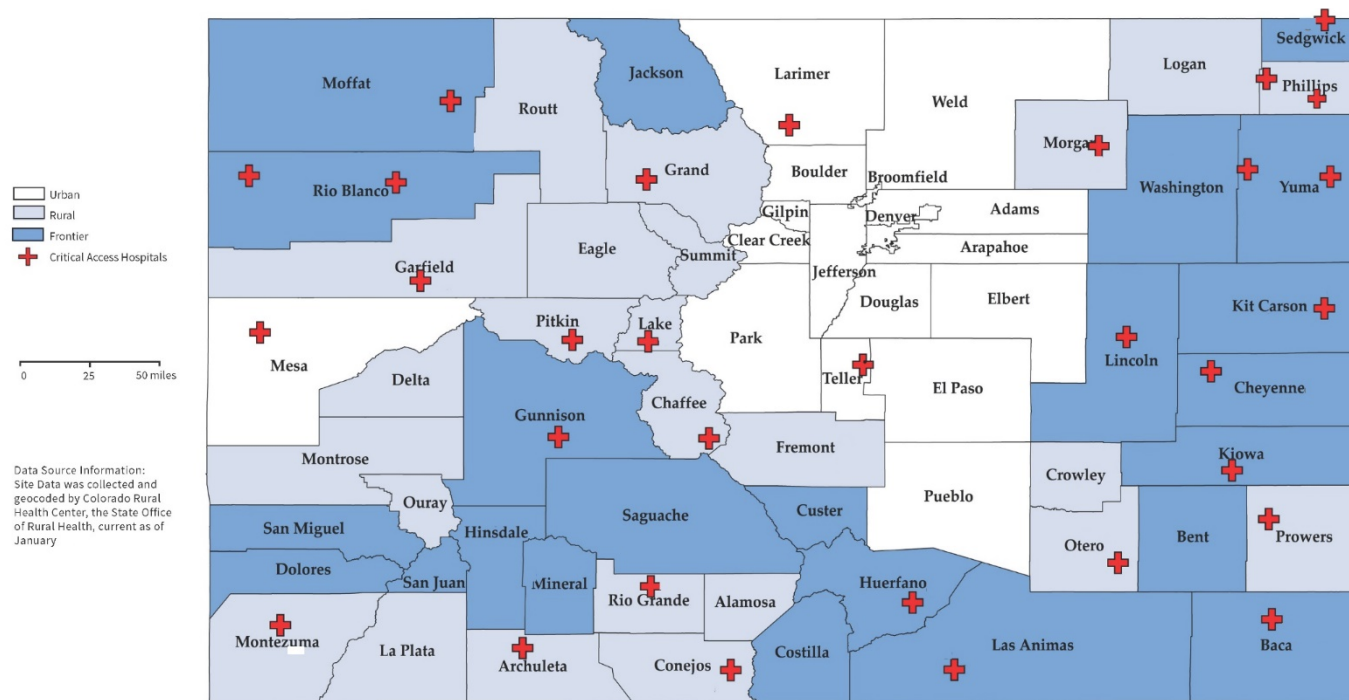 Urban
Rural
Frontier
Critical Access Hospitals
0 25 50 miles
Data Source Information:
Site Data was collected and
geocoded by Colorado Rural
Health Center, the State Office
of Rural Health, current as of
January
Sedgwick
Moffat
Jackson
Larimer
Logan
Phillips
Routt
Weld
Morgan
Grand
Boulder
Rio Blanco
Broomfield
Washington
Yuma
Gilpin
Denver
Adams
Eagle
Clear Creek
Arapahoe
Summit
Garfield
Jefferson
Douglas
Elbert
Kit Carson
Pitkin
Lake
Park
Lincoln
Mesa
Teller
Delta
El Paso
Cheyenne
Chaffee
Gunnison
Fremont
Kiowa
Montrose
Crowley
Ouray
Pueblo
San Miguel
Hinsdale
Saguache
Custer
Bent
Prowers
Otero
Dolores
San Juan
Mineral
Huerfano
Rio Grande
Alamosa
Montezuma
La Plata
Archuleta
Conejos
Costilla
Las Animas
Baca